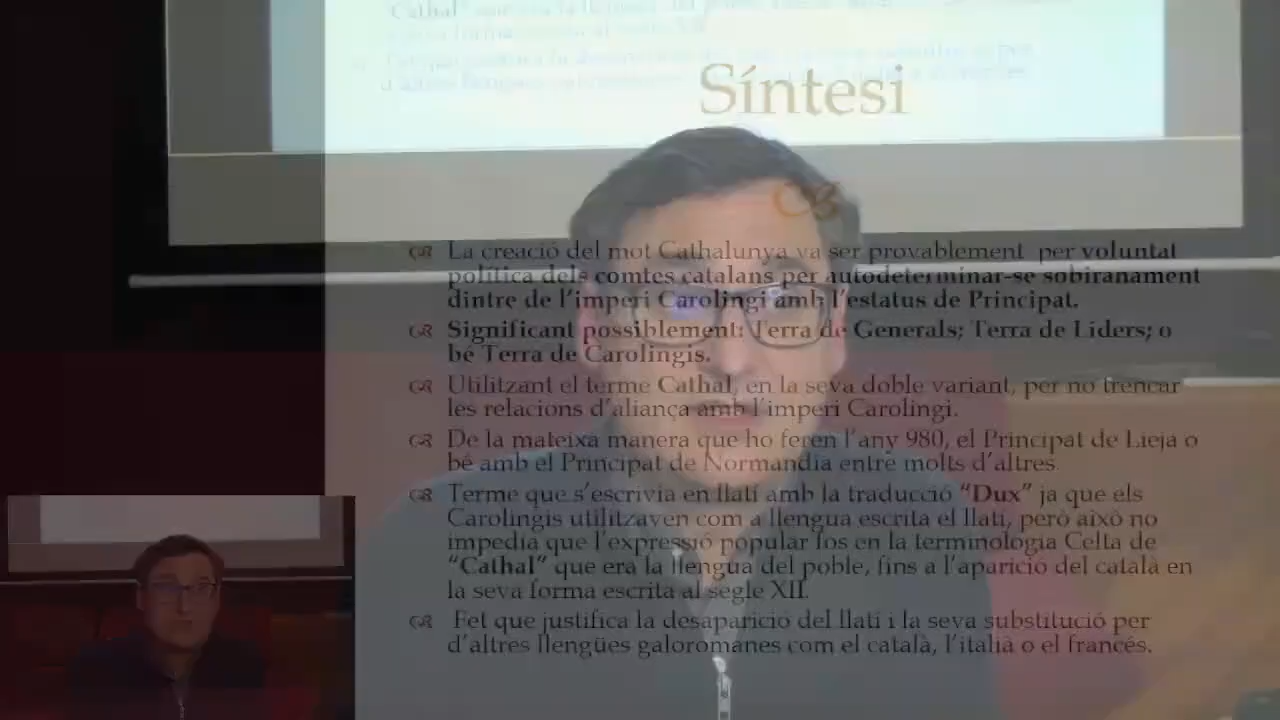 "Cathal"
Síntesi
La creació del mot Cathalunya va ser provablement per voluntat
política dels comtes catalans per autodeterminar-se sobiranament
dintre de l'imperi Carolingi amb l'estatus de Principat.
Significant possiblement: Terra de Generals; Terra de Líders; o
bé Terra de Carolingis.
Utilitzant el terme Cathal, en la seva doble variant, per no trencar
les relacions d'aliança amb l'imperi Carolingi.
De la mateixa manera que ho feren l'any 980, el Principat de Lieja o
bé amb el Principat de Normandia entre molts d'altres.
Terme que s'escrivia en llatí amb la traducció "Dux" ja que els
Carolingis utilitzaven com a llengua escrita el llatí, però això no
impedia que l'expressió popular fos en la terminologia Celta de
"Cathal" que era la llengua del poble, fins a l'aparició del català en
la seva forma escrita al segle XII.
Fet que justifica la desaparició del llatí i la seva substitució per
d'altres llengües galoromanes com el català, l'italià o el francés.